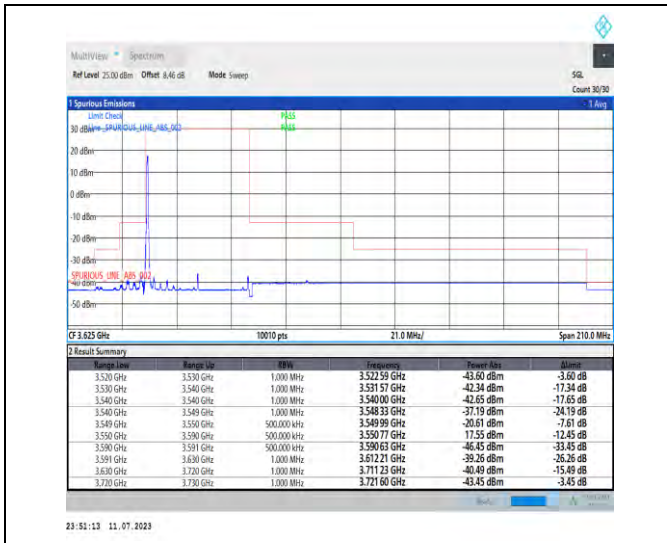 MultiView Spectrum
Ref Level 25.00 dBm Offset 8.46 dB Mode Sweep SGL
Count 30/30
1 Spurious Emissions 1 Avg
Limit Check PASS
Line _SPURIOUS_LINE_ABS_002 PASS
30 dBm
20 dBm
10 dBm
0 dBm
-10 dBm
-20 dBm
-30 dBm
_SPURIOUS_LINE_ABS_002
-40 dBm
-50 dBm
CF 3.625 GHz 10010 pts 21.0 MHz/ Span 210.0 MHz
2 Result Summary
Range Low Range Up RBW Frequency Power Abs ΔLimit
3.520 GHz 3.530 GHz 1.000 MHz 3.522 59 GHz -43.60 dBm -3.60 dB
3.530 GHz 3.540 GHz 1.000 MHz 3.531 57 GHz -42.34 dBm -17.34 dB
3.540 GHz 3.540 GHz 1.000 MHz 3.540 00 GHz -42.65 dBm -17.65 dB
3.540 GHz 3.549 GHz 1.000 MHz 3.548 33 GHz -37.19 dBm -24.19 dB
3.549 GHz 3.550 GHz 500.000 kHz 3.549 99 GHz -20.61 dBm -7.61 dB
3.550 GHz 3.590 GHz 500.000 kHz 3.550 77 GHz 17.55 dBm -12.45 dB
3.590 GHz 3.591 GHz 500.000 kHz 3.590 63 GHz -46.45 dBm -33.45 dB
3.591 GHz 3.630 GHz 1.000 MHz 3.612 21 GHz -39.26 dBm -26.26 dB
3.630 GHz 3.720 GHz 1.000 MHz 3.711 23 GHz -40.49 dBm -15.49 dB
3.720 GHz 3.730 GHz 1.000 MHz 3.721 60 GHz -43.45 dBm -3.45 dB
23:51:13 11.07.2023